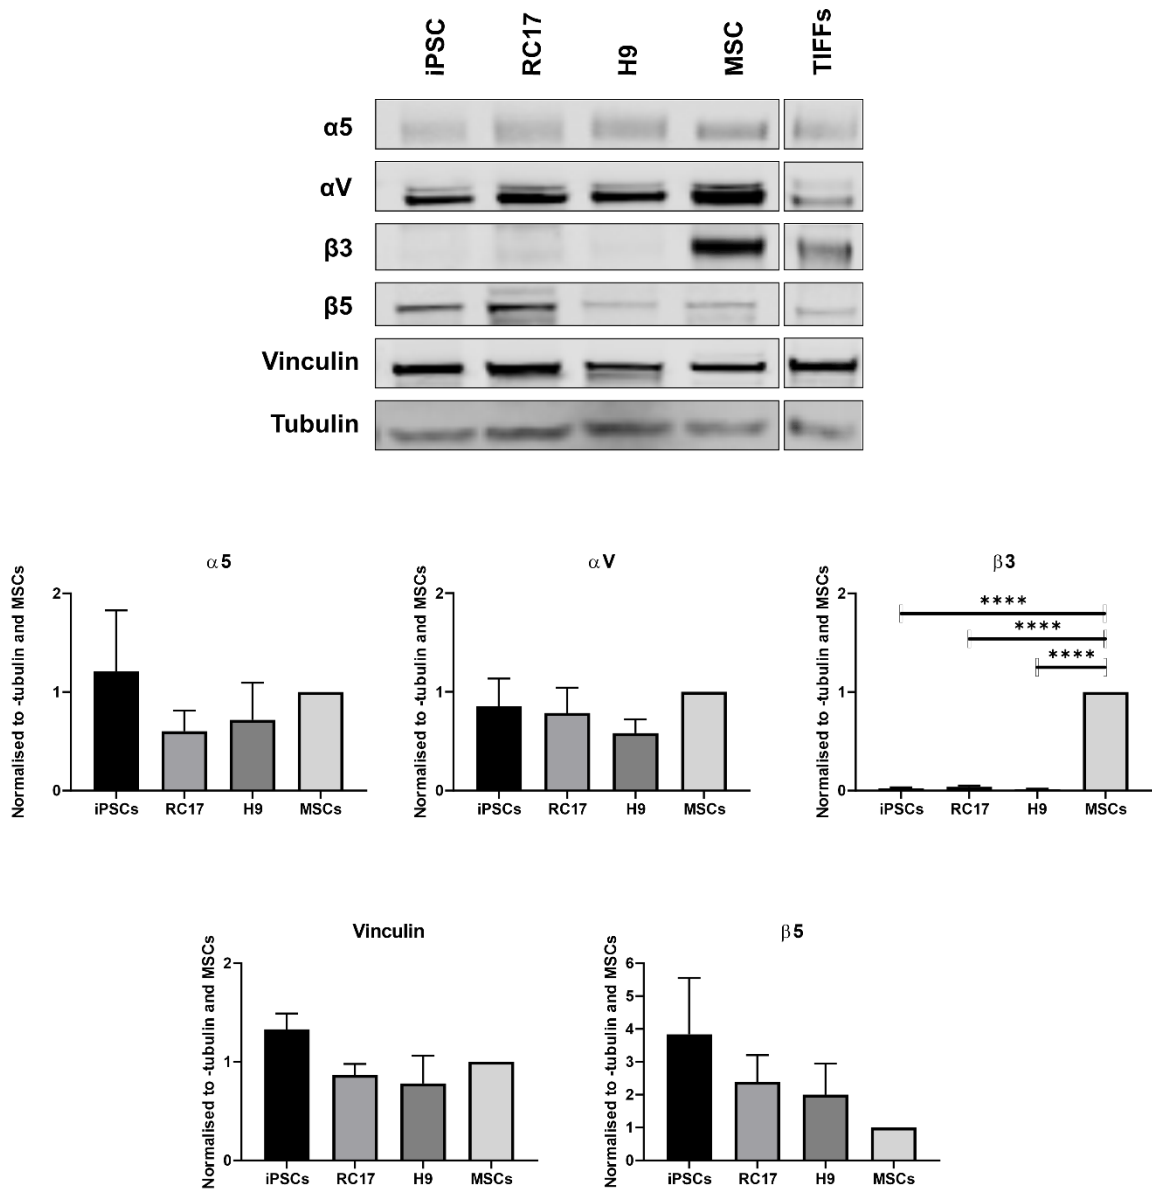 iPSC RC17 H9 MSC TIFFs
α5
αV
β3
β5
Vinculin
Tubulin
α5
Normalised to -tubulin and MSCs
2
1
0
iPSCs RC17 H9 MSCs
αV
Normalised to -tubulin and MSCs
2
1
0
iPSCs RC17 H9 MSCs
β3
Normalised to -tubulin and MSCs
2
1
0
****
****
****
iPSCs RC17 H9 MSCs
Vinculin
Normalised to -tubulin and MSCs
2
1
0
iPSCs RC17 H9 MSCs
β5
Normalised to -tubulin and MSCs
6
5
4
3
2
1
0
iPSCs RC17 H9 MSCs